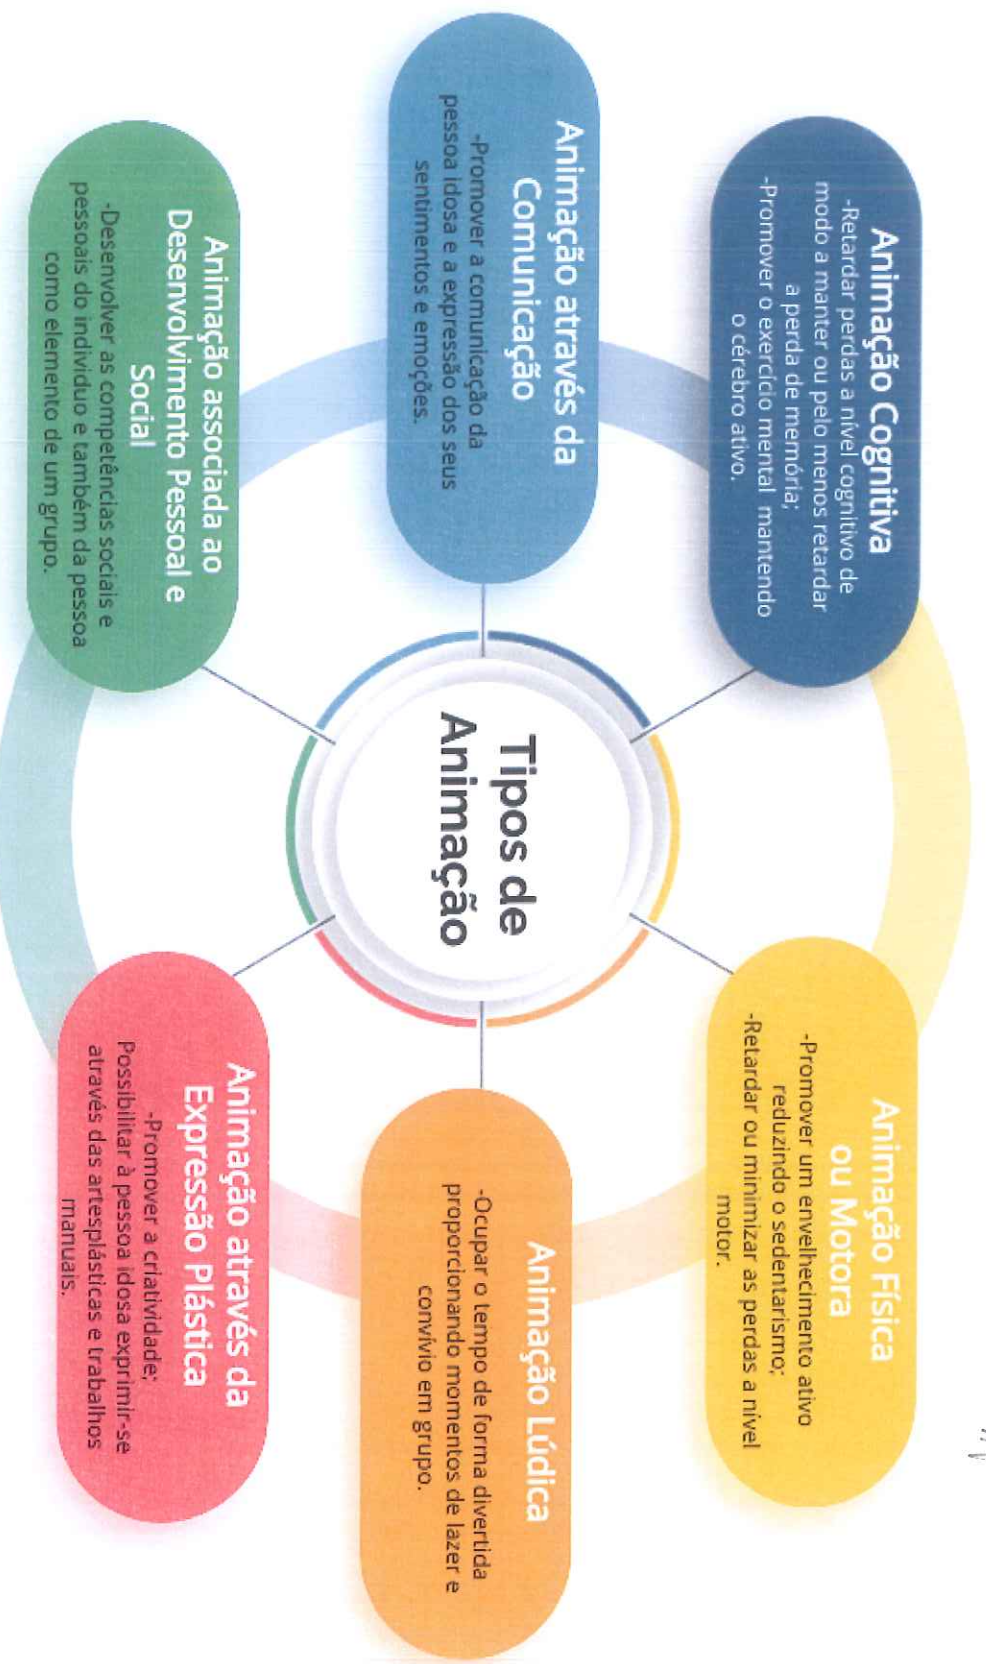 Animação Cognitiva
-Retardar perdas a nível cognitivo de
modo a manter ou pelo menos retardar
a perda de memória;
-Promover o exercício mental mantendo
o cérebro ativo.
Animação através da
Comunicação
-Promover a comunicação da
pessoa idosa e a expressão dos seus
sentimentos e emoções.
Animação associada ao
Desenvolvimento Pessoal e
Social
-Desenvolver as competências sociais e
pessoais do individuo e também da pessoa
como elemento de um grupo.
Tipos de
Animação
Animação Física
ou Motora
-Promover um envelhecimento ativo
reduzindo o sedentarismo;
-Retardar ou minimizar as perdas a nível
motor.
Animação Lúdica
-Ocupar o tempo de forma divertida
proporcionando momentos de lazer e
convívio em grupo.
Animação através da
Expressão Plástica
-Promover a criatividade;
Possibilitar à pessoa idosa exprimir-se
através das artesplásticas e trabalhos
manuais.